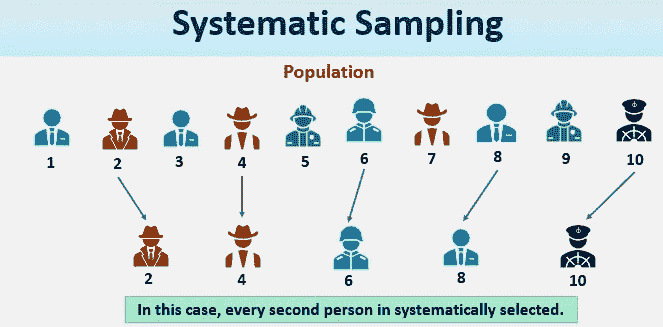 Systematic Sampling
Population
1 2 3 4 5 6 7 8 9 10
2 4 6 8 10
In this case, every second person in systematically selected.